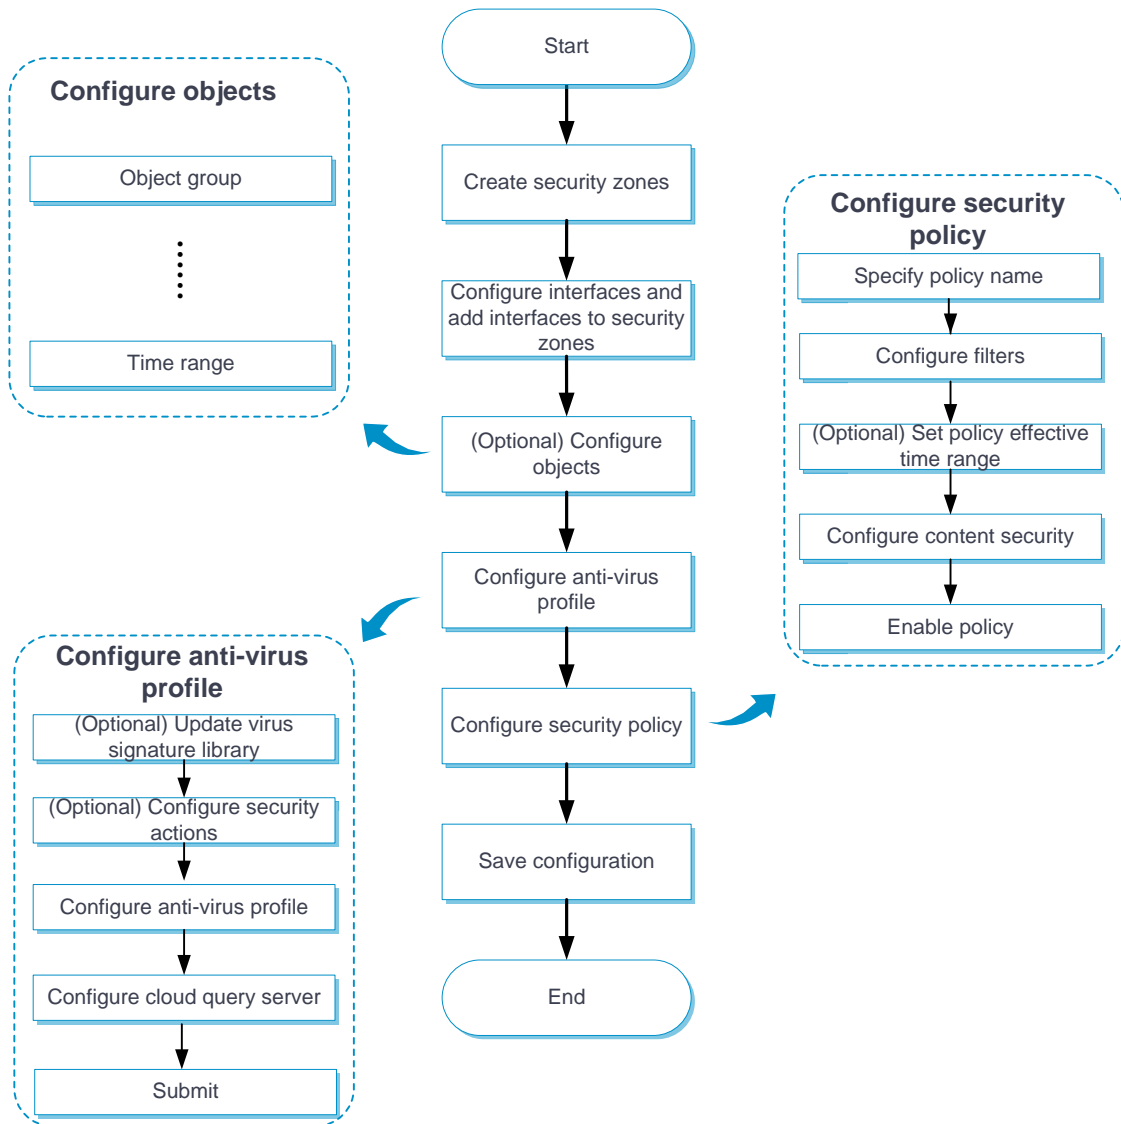 Start
Create security zones
Configure interfaces and
add interfaces to security
zones
(Optional) Configure
objects
Configure anti-virus
profile
Configure security policy
Save configuration
End
Configure objects
Object group
Time range
Configure anti-virus
profile
(Optional) Update virus
signature library
(Optional) Configure security
actions
Configure anti-virus profile
Configure cloud query server
Submit
Configure security
policy
Specify policy name
Configure filters
(Optional) Set policy effective
time range
Configure content security
Enable policy